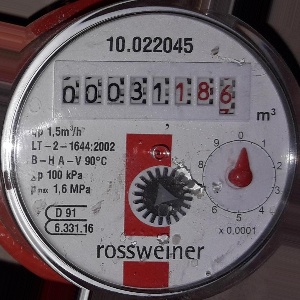 10.022045
00031186
m³
qp 1,5m³/h
LT-2-1644:2002
B-H A-V 90°C
Δp 100 kPa
pmax 1,6 MPa
D 91
6.331.16
0
9 1
8 2
7 3
6 4
5
x 0,0001
rossweiner